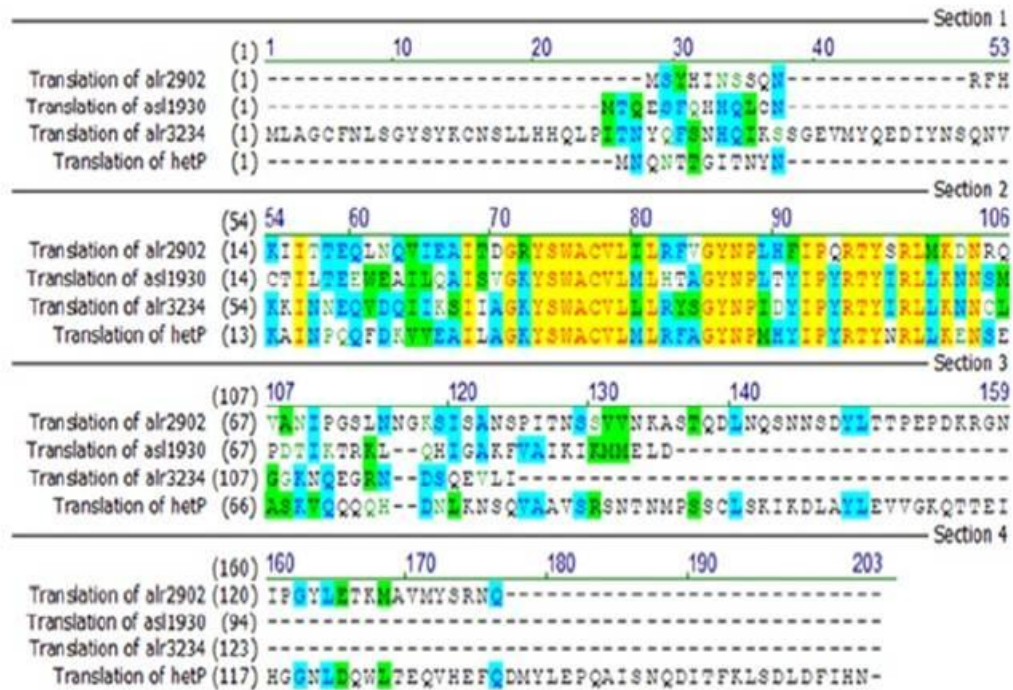 Section 1
(1) 1 10 20 30 40 53
Translation of alr2902 (1) ---------------------------MSYHINSSQN-------------RFH
Translation of asl1930 (1) ------------------------MTQESFQHHQLCN----------------
Translation of alr3234 (1) MLAGCFNLSGYSYKCNSLLHHQLPITNYQFSNHQIKSSGEVMYQEDIYNSQNV
Translation of hetP (1) -------------------------MNQNTTGITNYN----------------
Section 2
(54) 54 60 70 80 90 106
Translation of alr2902 (14) KIITTEQLNQVIEAITDGRYSWACVLILRFVGYNPLHFIPQRTYSRLMKDNRQ
Translation of asl1930 (14) CTILTEEWEAILQAISVGKYSWACVLMLHTAGYNPLTYIPYRTYIRLLKNNSM
Translation of alr3234 (54) KKINNEQVDQIIKSIIAGKYSWACVLLLRYSGYNPIDYIPYRTYIRLLKNNCL
Translation of hetP (13) KAINPQQFDKVVEAILAGKYSWACVLMLRFAGYNPMHYIPYRTYNRLLKENSE
Section 3
(107) 107 120 130 140 159
Translation of alr2902 (67) VANIPGSLNNGKSISANSPITNSSVVNKASTQDLNQSNNSDYLTTPEPDKRGN
Translation of asl1930 (67) PDTIKTRKL--QHIGAKFVAIKIKMMELD------------------------
Translation of alr3234 (107) GGKNQEGRN--DSQEVLI-----------------------------------
Translation of hetP (66) ASKVQQQQH--DNLKNSQVAAVSRSNTNMPSSCLSKIKDLAYLEVVGKQTTEI
Section 4
(160) 160 170 180 190 203
Translation of alr2902 (120) IPGYLETKMAVMYSRNQ---------------------------
Translation of asl1930 (94) --------------------------------------------
Translation of alr3234 (123) --------------------------------------------
Translation of hetP (117) HGGNLDQWLTEQVHEFQDMYLEPQAISNQDITFKLSDLDFIHN-